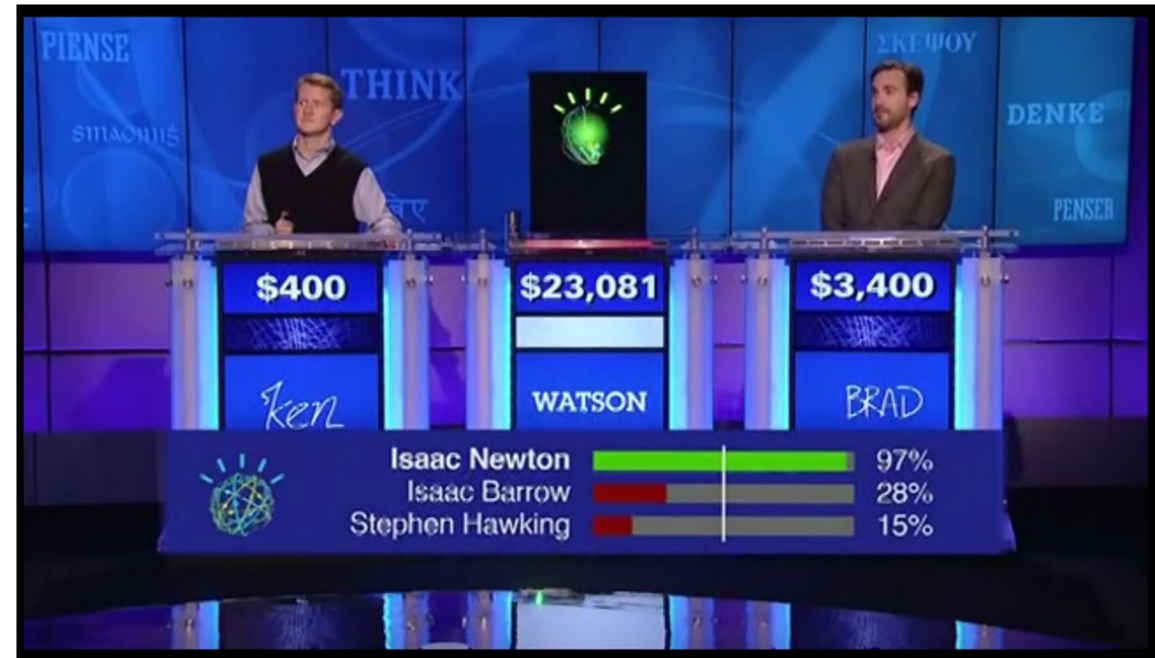 PIENSE
THINK
ΣΚΕΨΟΥ
DENKE
PENSER
$400
$23,081
$3,400
Ken
WATSON
BRAD
Isaac Newton 97%
Isaac Barrow 28%
Stephen Hawking 15%